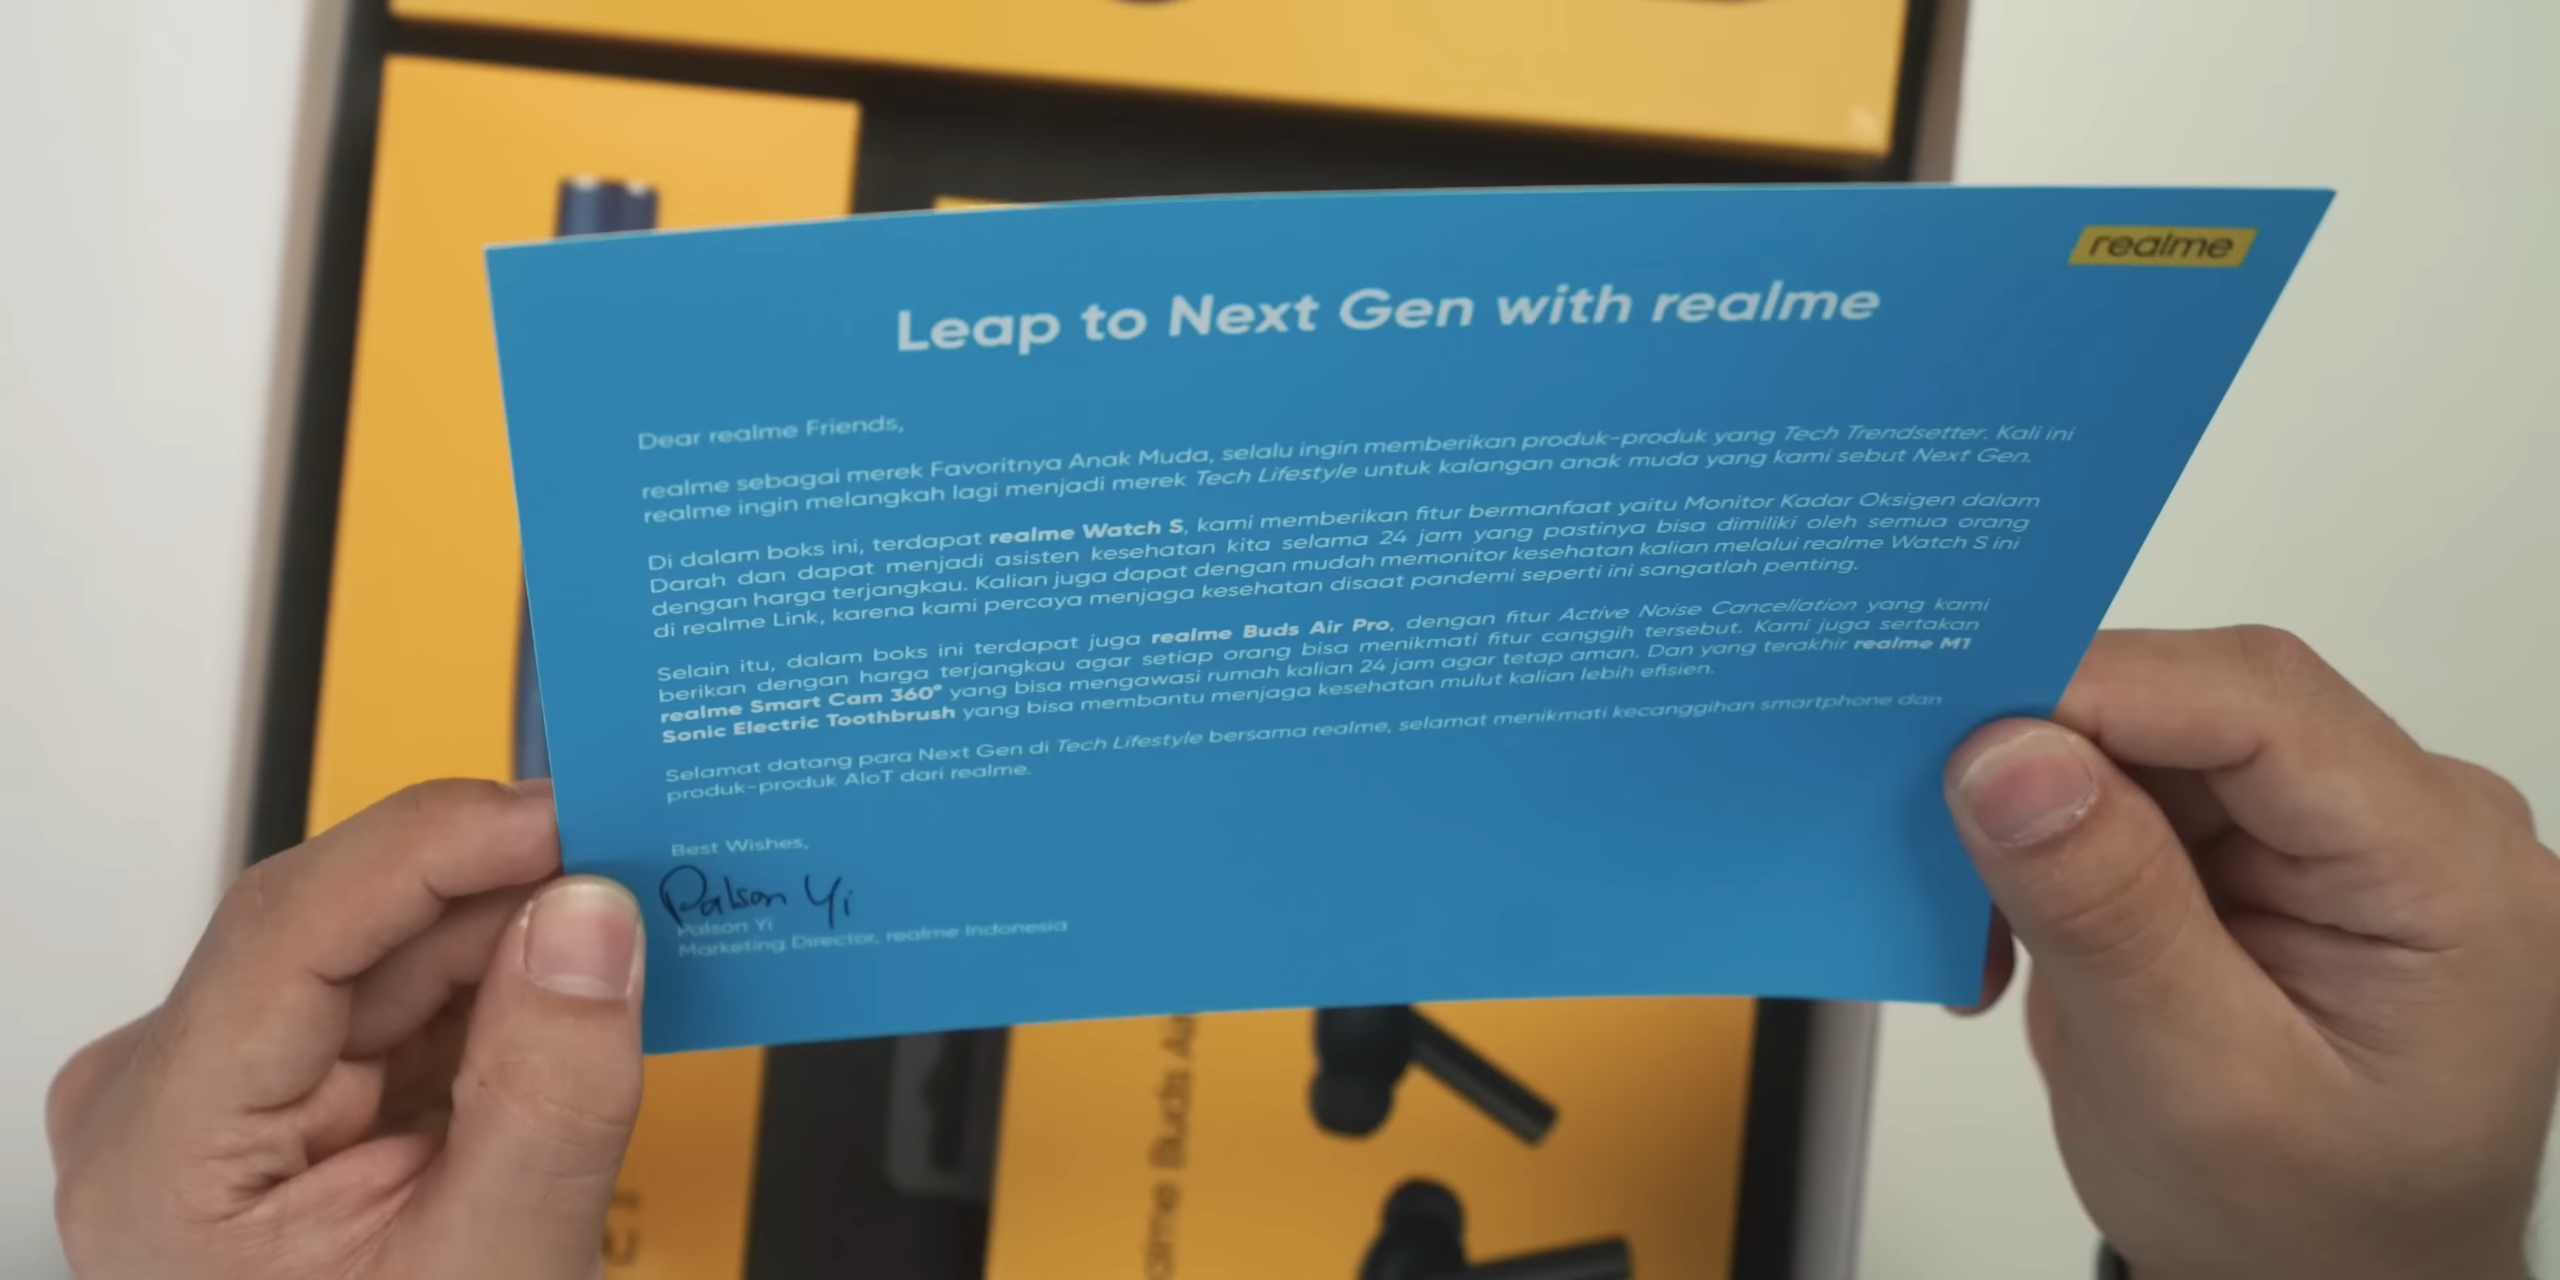 realme
Leap to Next Gen with realme
Dear realme Friends,
realme sebagai merek Favoritnya Anak Muda, selalu ingin memberikan produk-produk yang Tech Trendsetter. Kali ini
realme ingin melangkah lagi menjadi merek Tech Lifestyle untuk kalangan anak muda yang kami sebut Next Gen.
Di dalam boks ini, terdapat realme Watch S, kami memberikan fitur bermanfaat yaitu Monitor Kadar Oksigen dalam
Darah dan dapat menjadi asisten kesehatan kita selama 24 jam yang pastinya bisa dimiliki oleh semua orang
dengan harga terjangkau. Kalian juga dapat dengan mudah memonitor kesehatan kalian melalui realme Watch S ini
di realme Link, karena kami percaya menjaga kesehatan disaat pandemi seperti ini sangatlah penting.
Selain itu, dalam boks ini terdapat juga realme Buds Air Pro, dengan fitur Active Noise Cancellation yang kami
berikan dengan harga terjangkau agar setiap orang bisa menikmati fitur canggih tersebut. Kami juga sertakan
realme Smart Cam 360° yang bisa mengawasi rumah kalian 24 jam agar tetap aman. Dan yang terakhir realme M1
Sonic Electric Toothbrush yang bisa membantu menjaga kesehatan mulut kalian lebih efisien.
Selamat datang para Next Gen di Tech Lifestyle bersama realme, selamat menikmati kecanggihan smartphone dan
produk-produk AIoT dari realme.
Best Wishes,
Palson Yi
Palson Yi
Marketing Director, realme Indonesia
Buds